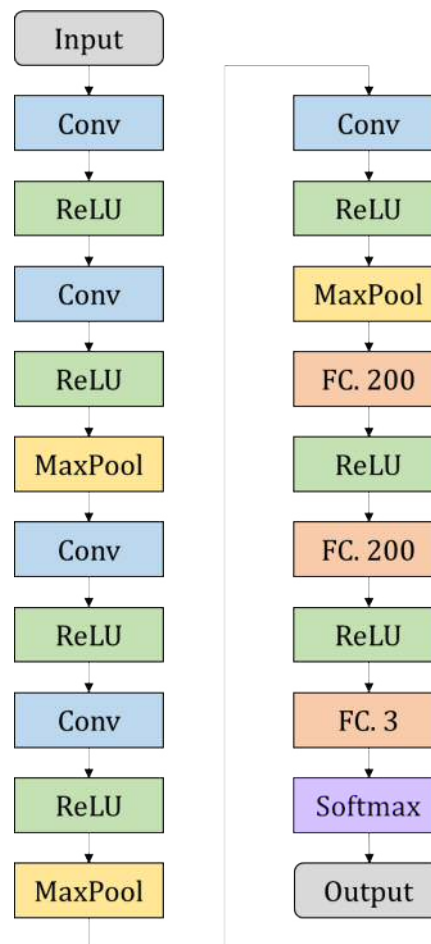 Input
Conv
ReLU
Conv
ReLU
MaxPool
Conv
ReLU
Conv
ReLU
MaxPool
Conv
ReLU
MaxPool
FC. 200
ReLU
FC. 200
ReLU
FC. 3
Softmax
Output